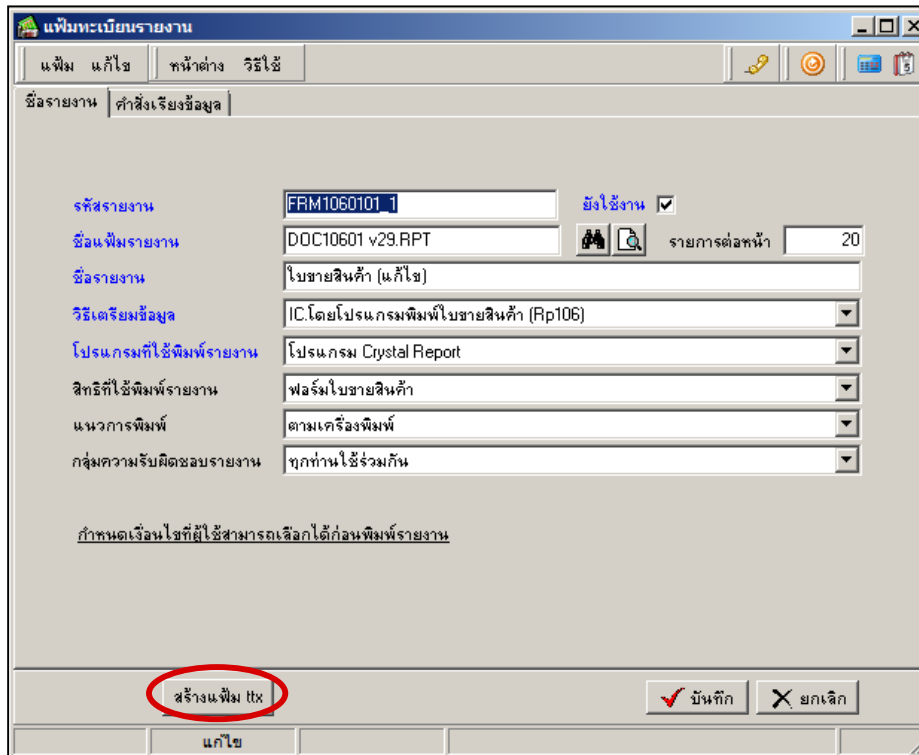 แฟ้มทะเบียนรายงาน
แฟ้ม แก้ไข หน้าต่าง วิธีใช้
5
ชื่อรายงาน คำสั่งเรียงข้อมูล
รหัสรายงาน FRM1060101_1 ยังใช้งาน
ชื่อแฟ้มรายงาน DOC10601 v29.RPT รายการต่อหน้า 20
ชื่อรายงาน ใบขายสินค้า (แก้ไข)
วิธีเตรียมข้อมูล IC.โดยโปรแกรมพิมพ์ใบขายสินค้า (Rp106)
โปรแกรมที่ใช้พิมพ์รายงาน โปรแกรม Crystal Report
สิทธิที่ใช้พิมพ์รายงาน ฟอร์มใบขายสินค้า
แนวการพิมพ์ ตามเครื่องพิมพ์
กลุ่มความรับผิดชอบรายงาน ทุกท่านใช้ร่วมกัน
กำหนดเงื่อนไขที่ผู้ใช้สามารถเลือกได้ก่อนพิมพ์รายงาน
สร้างแฟ้ม ttx บันทึก ยกเลิก
แก้ไข